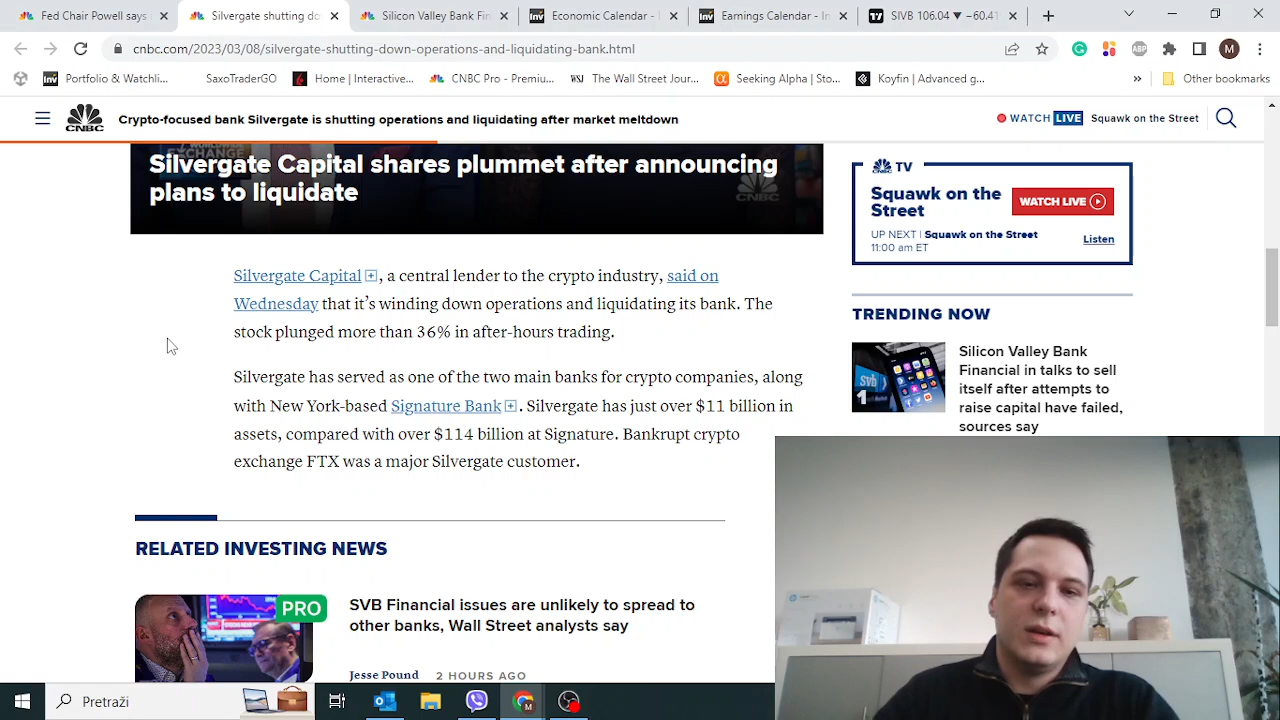 Fed Chair Powell says
Silvergate shutting do
Silicon Valley Bank Fin
Economic Calendar - I
Earnings Calendar - In
SIVB 106.04 ▼ −60.41
cnbc.com/2023/03/08/silvergate-shutting-down-operations-and-liquidating-bank.html
ABP
M
Portfolio & Watchli...
SaxoTraderGO
Home | Interactive...
CNBC Pro - Premiu...
WSJ The Wall Street Jour...
Seeking Alpha | Sto...
Koyfin | Advanced g...
»
Other bookmarks
CNBC
Crypto-focused bank Silvergate is shutting operations and liquidating after market meltdown
WATCH LIVE Squawk on the Street
WORLDWIDE
EXCHANGE
Silvergate Capital shares plummet after announcing
plans to liquidate
CNBC
Silvergate Capital, a central lender to the crypto industry, said on
Wednesday that it’s winding down operations and liquidating its bank. The
stock plunged more than 36% in after-hours trading.
Silvergate has served as one of the two main banks for crypto companies, along
with New York-based Signature Bank. Silvergate has just over $11 billion in
assets, compared with over $114 billion at Signature. Bankrupt crypto
exchange FTX was a major Silvergate customer.
RELATED INVESTING NEWS
PRO
SVB Financial issues are unlikely to spread to
other banks, Wall Street analysts say
Jesse Pound 2 HOURS AGO
CNBC TV
Squawk on the
Street
WATCH LIVE
UP NEXT | Squawk on the Street
11:00 am ET
Listen
TRENDING NOW
svb
1
Silicon Valley Bank
Financial in talks to sell
itself after attempts to
raise capital have failed,
sources say
hp
Pretraži